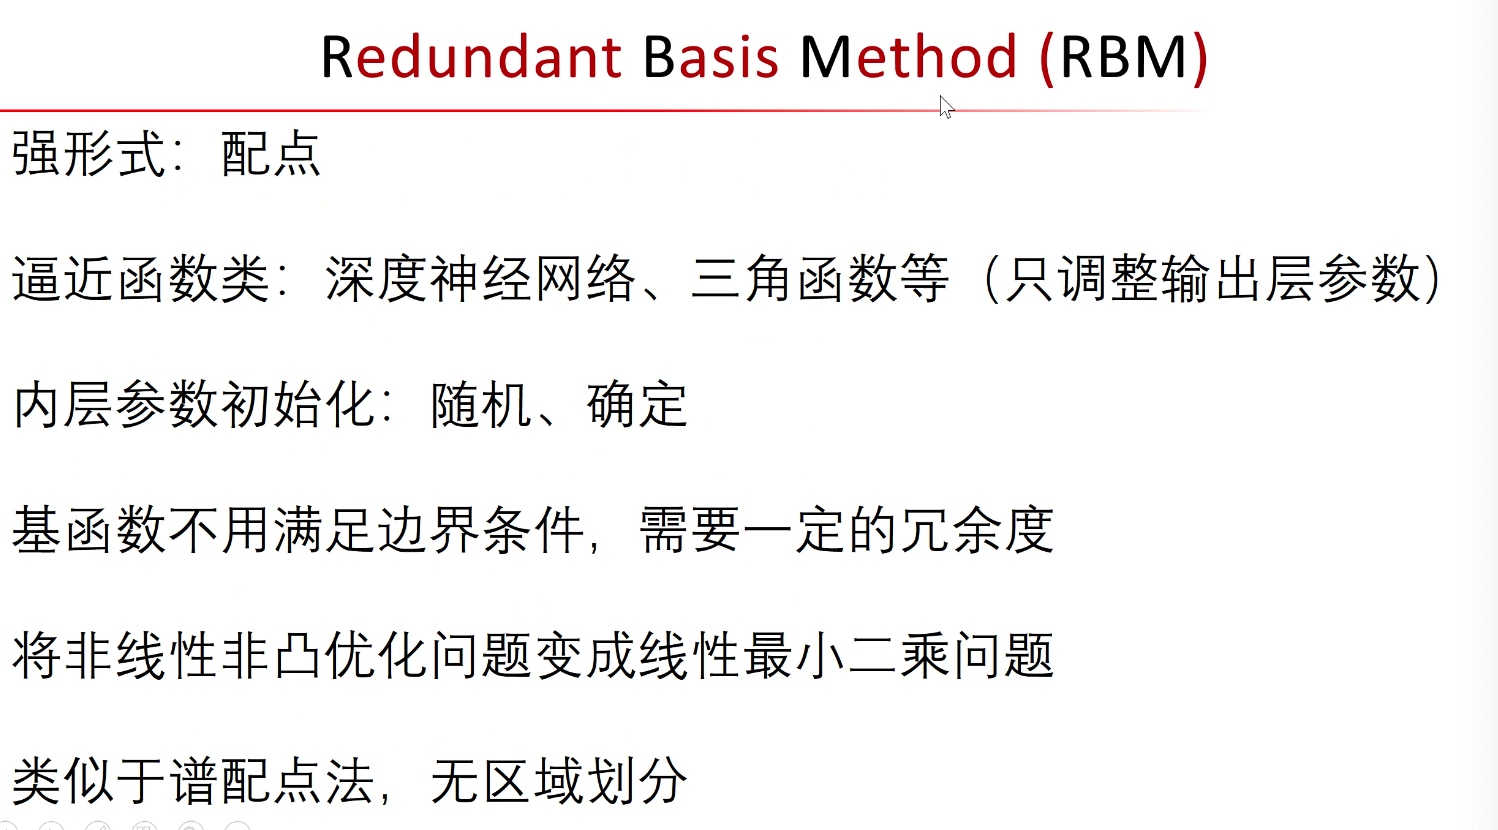 Redundant Basis Method (RBM)
强形式：配点
逼近函数类：深度神经网络、三角函数等（只调整输出层参数）
内层参数初始化：随机、确定
基函数不用满足边界条件，需要一定的冗余度
将非线性非凸优化问题变成线性最小二乘问题
类似于谱配点法，无区域划分